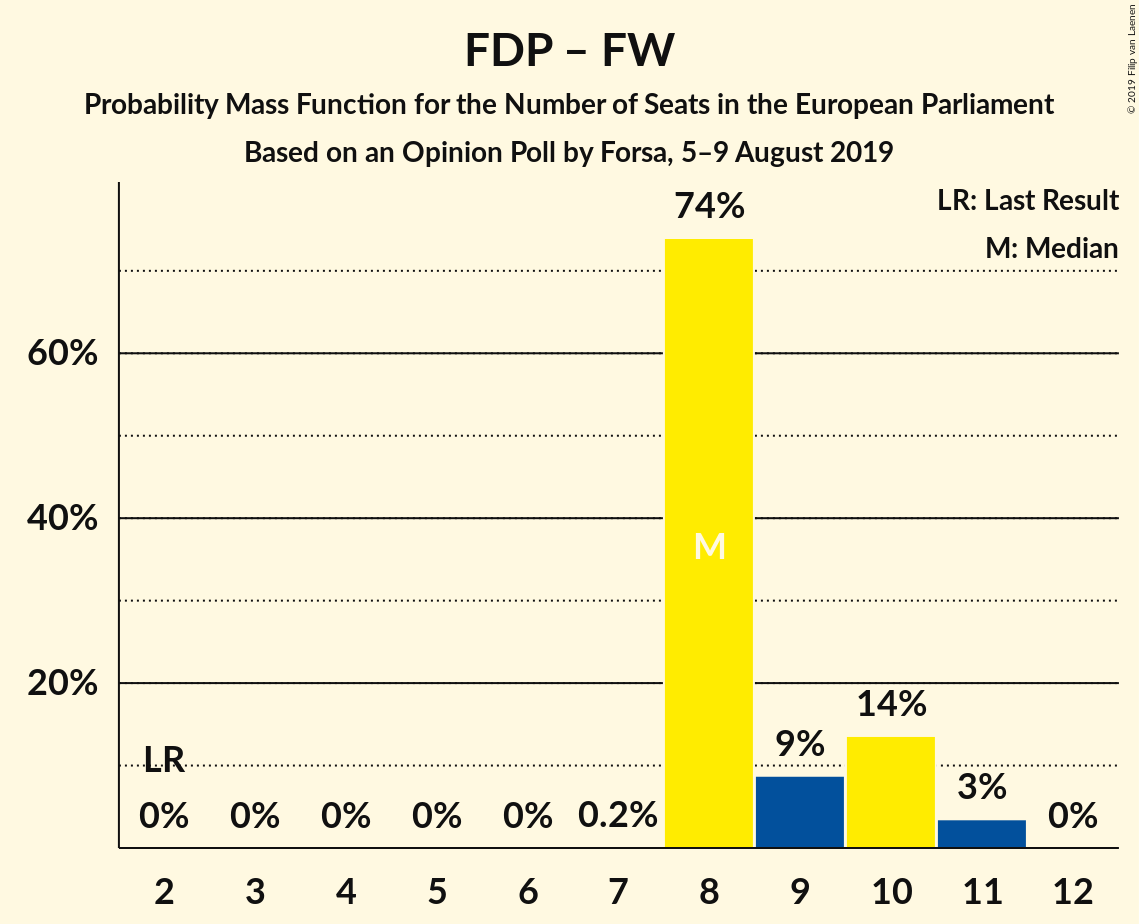 FDP – FW
Probability Mass Function for the Number of Seats in the European Parliament
Based on an Opinion Poll by Forsa, 5–9 August 2019
© 2019 Filip van Laenen
LR: Last Result
M: Median
74%
60%
40%
M
20%
14%
9%
LR
3%
0% 0% 0% 0% 0% 0.2% 0%
2 3 4 5 6 7 8 9 10 11 12